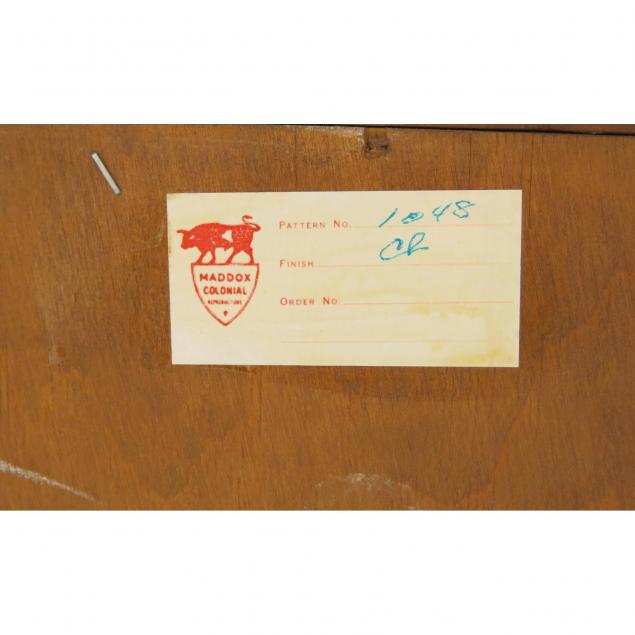 MADDOX
COLONIAL
REPRODUCTIONS
PATTERN NO. 1048
FINISH Ch
ORDER NO.